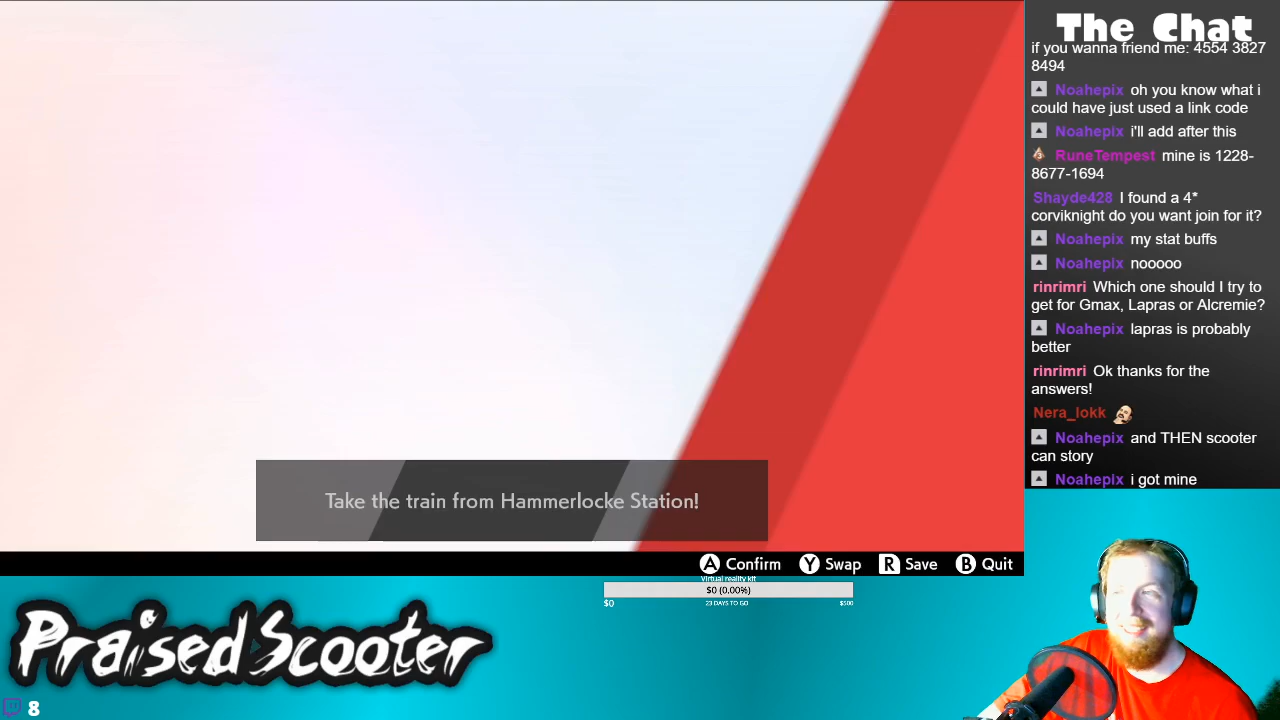 The Chat
if you wanna friend me: 4554 3827
8494
Noahepix oh you know what i
could have just used a link code
Noahepix i'll add after this
RuneTempest mine is 1228-
8677-1694
Shayde428 I found a 4*
corviknight do you want join for it?
Noahepix my stat buffs
Noahepix nooooo
rinrimri Which one should I try to
get for Gmax, Lapras or Alcremie?
Noahepix lapras is probably
better
rinrimri Ok thanks for the
answers!
Nera_lokk
Noahepix and THEN scooter
can story
Noahepix i got mine
Take the train from Hammerlocke Station!
A Confirm Y Swap R Save B Quit
Virtual reality kit
$0 (0.00%)
$0 23 DAYS TO GO $500
Praised Scooter
8